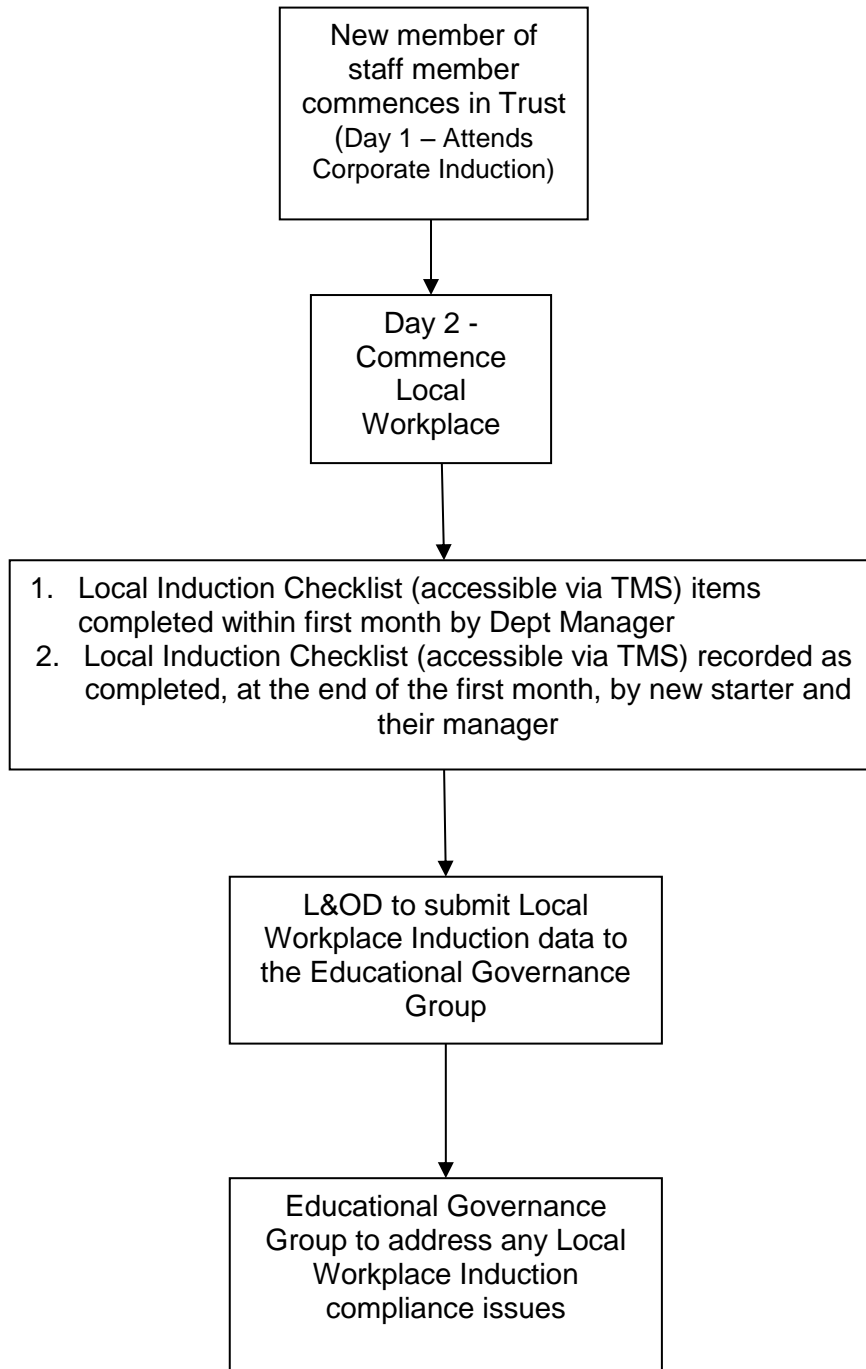 New member of
staff member
commences in Trust
(Day 1 – Attends
Corporate Induction)
Day 2 -
Commence
Local
Workplace
1. Local Induction Checklist (accessible via TMS) items
completed within first month by Dept Manager
2. Local Induction Checklist (accessible via TMS) recorded as
completed, at the end of the first month, by new starter and
their manager
L&OD to submit Local
Workplace Induction data to
the Educational Governance
Group
Educational Governance
Group to address any Local
Workplace Induction
compliance issues